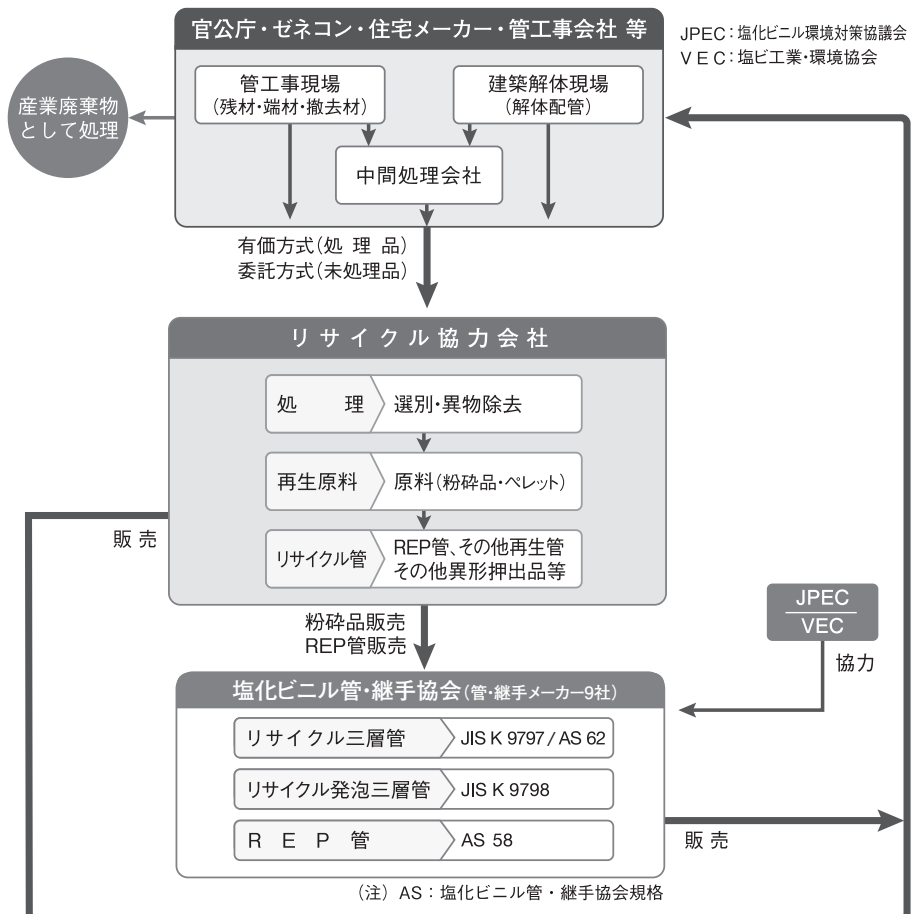 官公庁・ゼネコン・住宅メーカー・管工事会社 等
JPEC：塩化ビニル環境対策協議会
VEC：塩ビ工業・環境協会
管工事現場
(残材・端材・撤去材)
建築解体現場
(解体配管)
産業廃棄物
として処理
中間処理会社
有価方式(処理品)
委託方式(未処理品)
リサイクル協力会社
処理 選別・異物除去
再生原料 原料(粉砕品・ペレット)
リサイクル管 REP管、その他再生管
その他異形押出品等
販売
粉砕品販売
REP管販売
JPEC
VEC
協力
塩化ビニル管・継手協会(管・継手メーカー9社)
リサイクル三層管 JIS K 9797 / AS 62
リサイクル発泡三層管 JIS K 9798
REP管 AS 58
販売
(注) AS：塩化ビニル管・継手協会規格